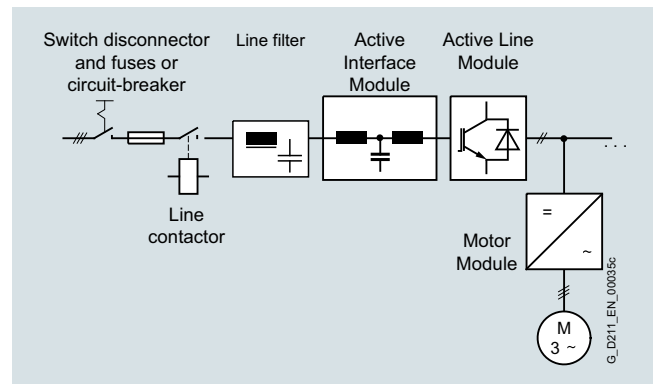 Switch disconnector
and fuses or
circuit-breaker
Line filter
Active
Interface
Module
Active Line
Module
Line
contactor
. . .
=
~
Motor
Module
M
3 ~
G_D211_EN_00035c